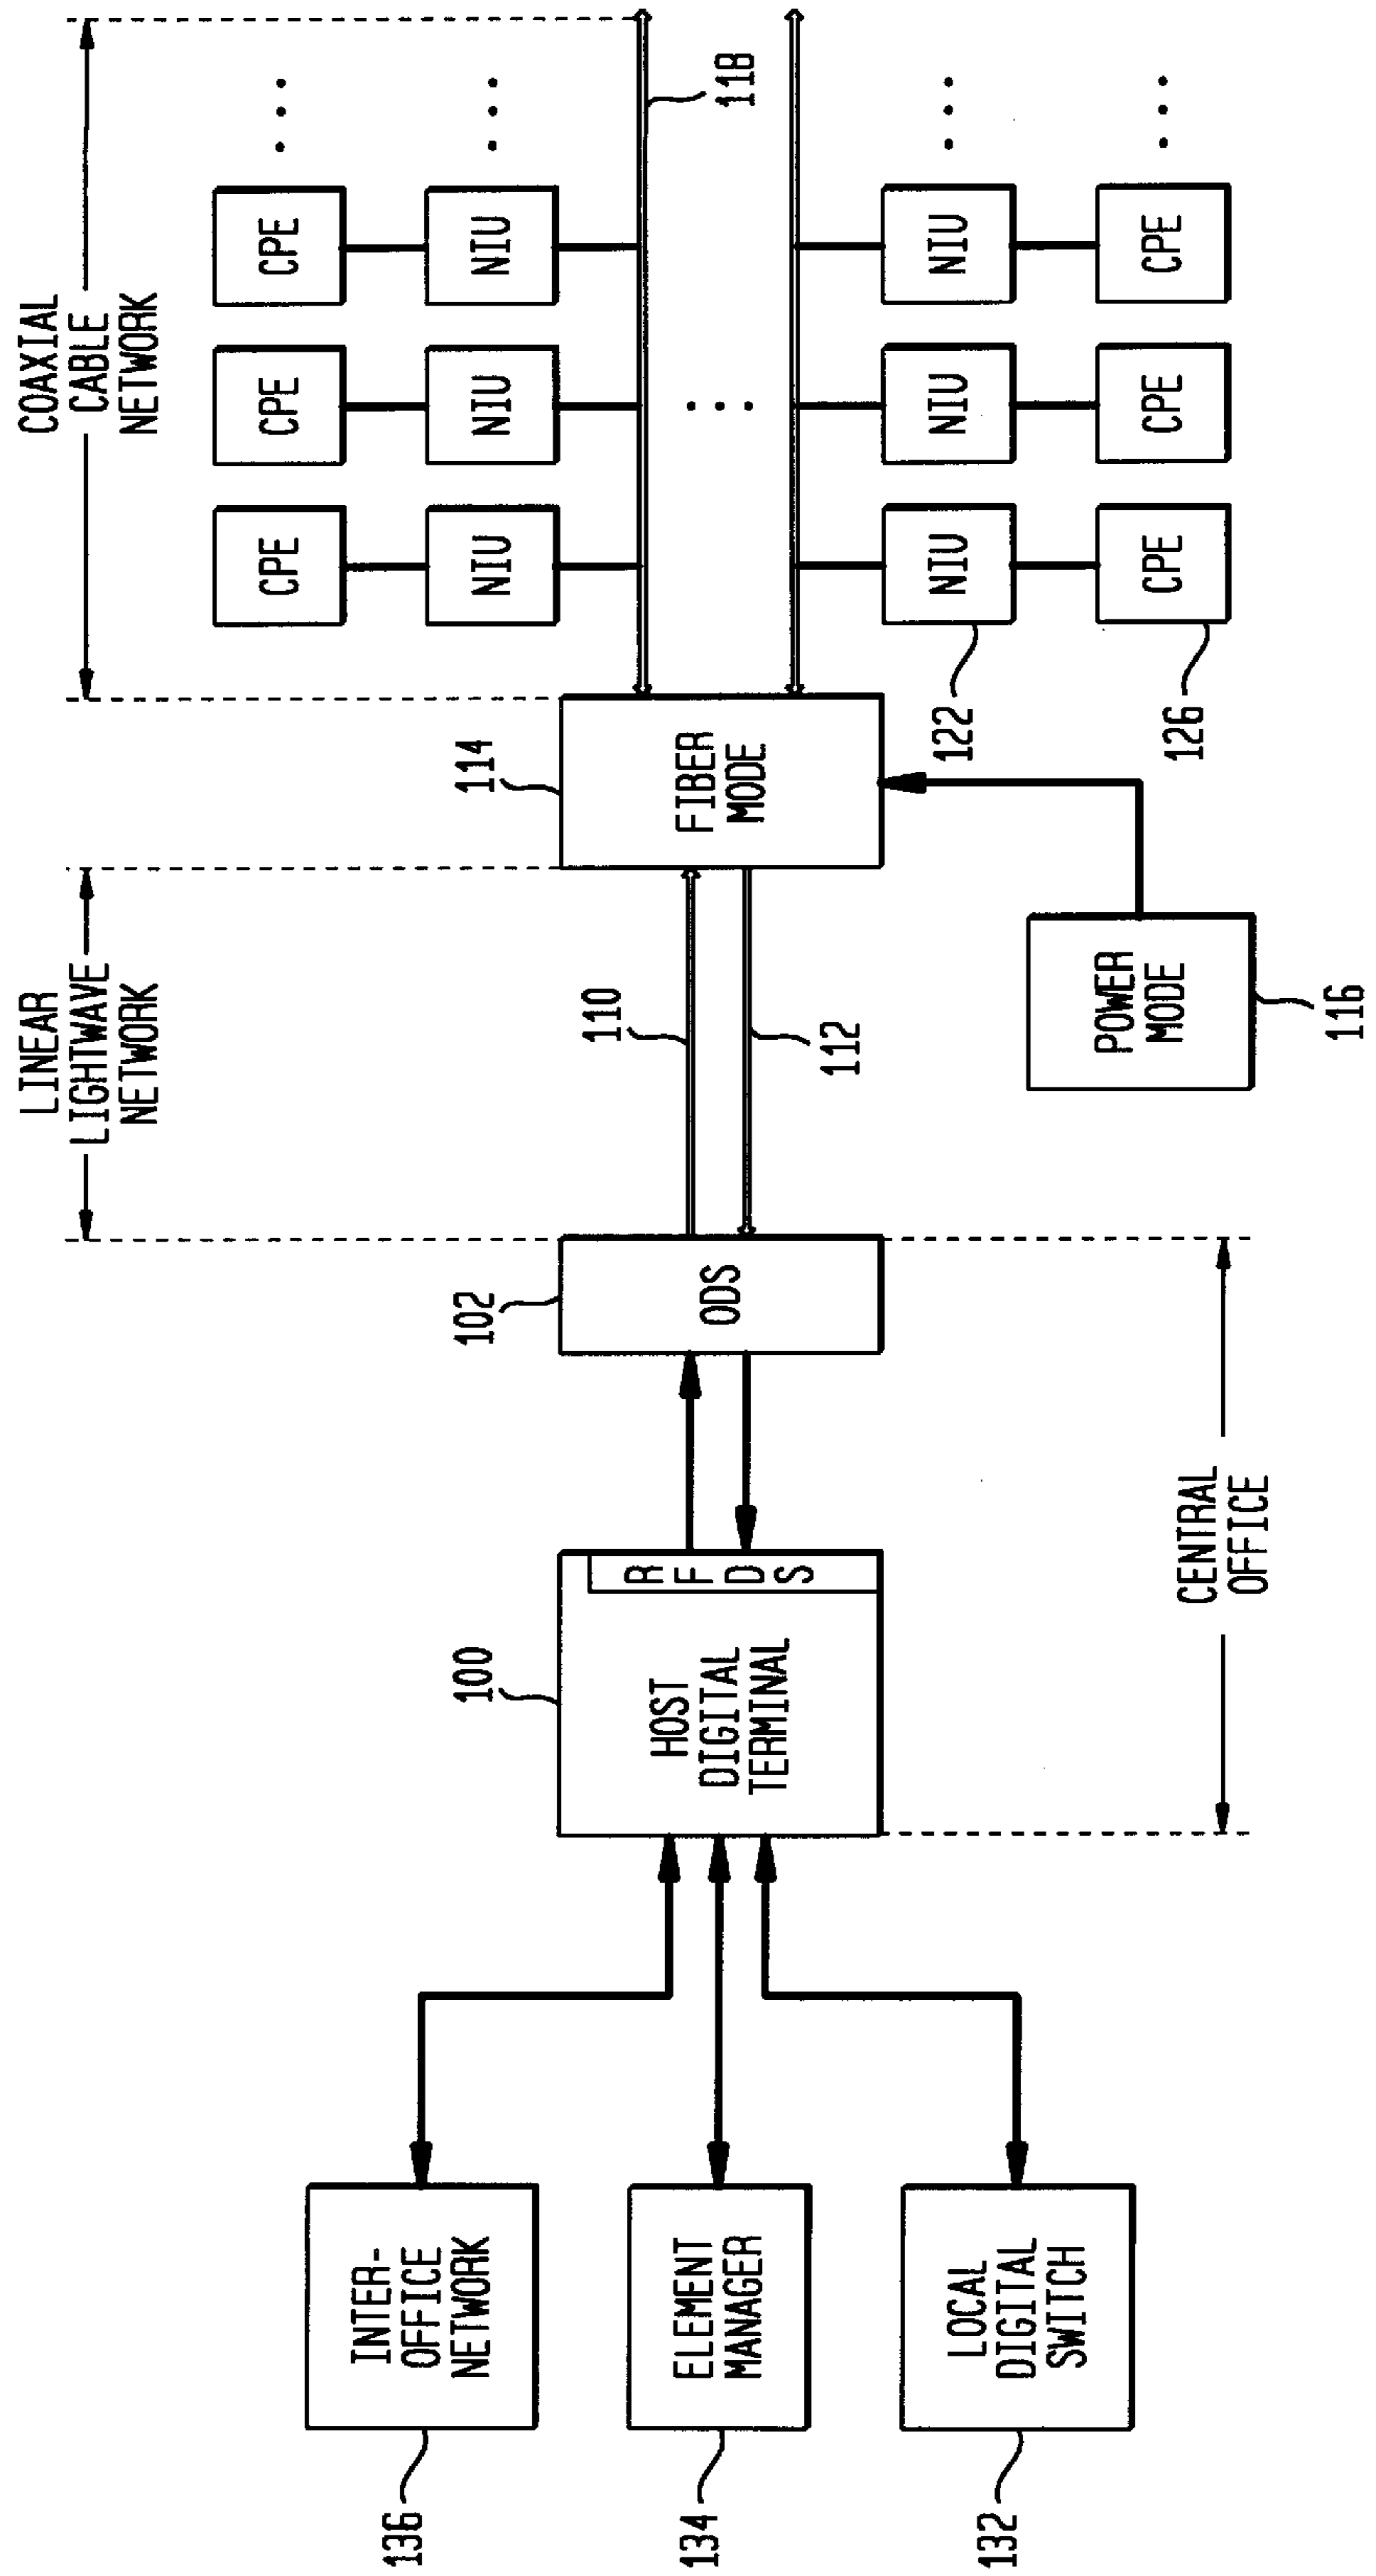 LINEAR
LIGHTWAVE
NETWORK
COAXIAL
CABLE
NETWORK
136
INTER-
OFFICE
NETWORK
134
ELEMENT
MANAGER
132
LOCAL
DIGITAL
SWITCH
100
HOST
DIGITAL
TERMINAL
R
F
D
S
102
ODS
CENTRAL
OFFICE
110
112
114
FIBER
MODE
POWER
MODE
116
CPE
CPE
CPE
NIU
NIU
NIU
118
NIU
NIU
NIU
122
CPE
CPE
CPE
126